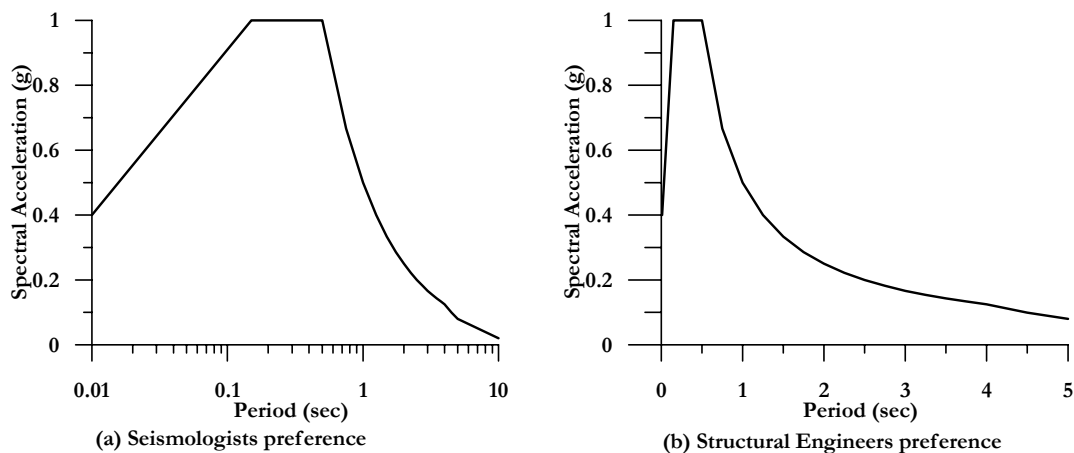 1
0.8
0.6
0.4
0.2
0
Spectral Acceleration (g)
0.01 0.1 1 10
Period (sec)
(a) Seismologists preference
1
0.8
0.6
0.4
0.2
0
Spectral Acceleration (g)
0 1 2 3 4 5
Period (sec)
(b) Structural Engineers preference